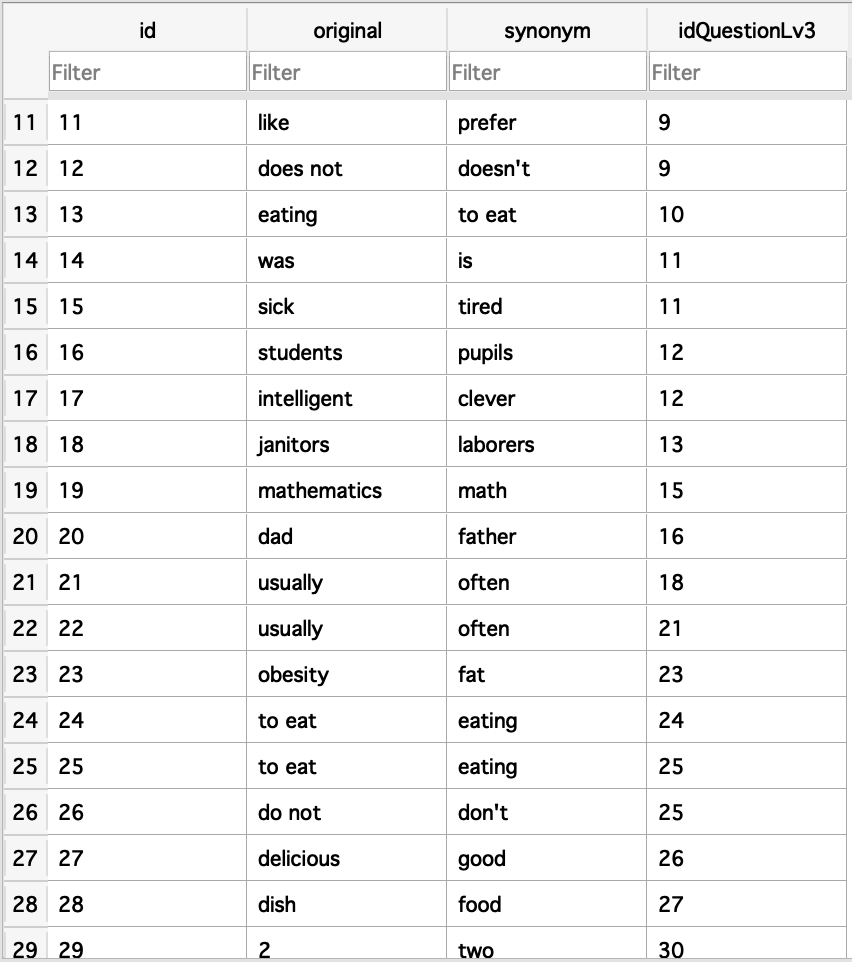 id original synonym idQuestionLv3
Filter Filter Filter Filter
11 11 like prefer 9
12 12 does not doesn't 9
13 13 eating to eat 10
14 14 was is 11
15 15 sick tired 11
16 16 students pupils 12
17 17 intelligent clever 12
18 18 janitors laborers 13
19 19 mathematics math 15
20 20 dad father 16
21 21 usually often 18
22 22 usually often 21
23 23 obesity fat 23
24 24 to eat eating 24
25 25 to eat eating 25
26 26 do not don't 25
27 27 delicious good 26
28 28 dish food 27
29 29 2 two 30